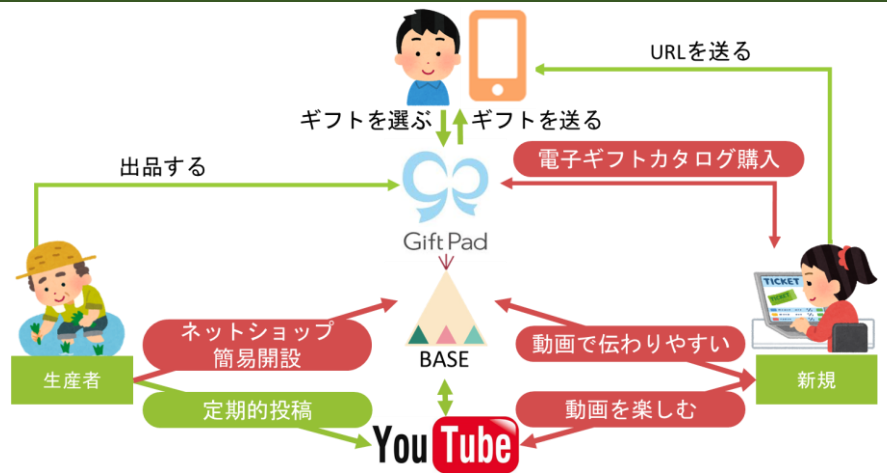 URLを送る
ギフトを選ぶ
ギフトを送る
電子ギフトカタログ購入
出品する
Gift Pad
TICKET
ネットショップ
簡易開設
BASE
動画で伝わりやすい
生産者
新規
定期的投稿
動画を楽しむ
You Tube